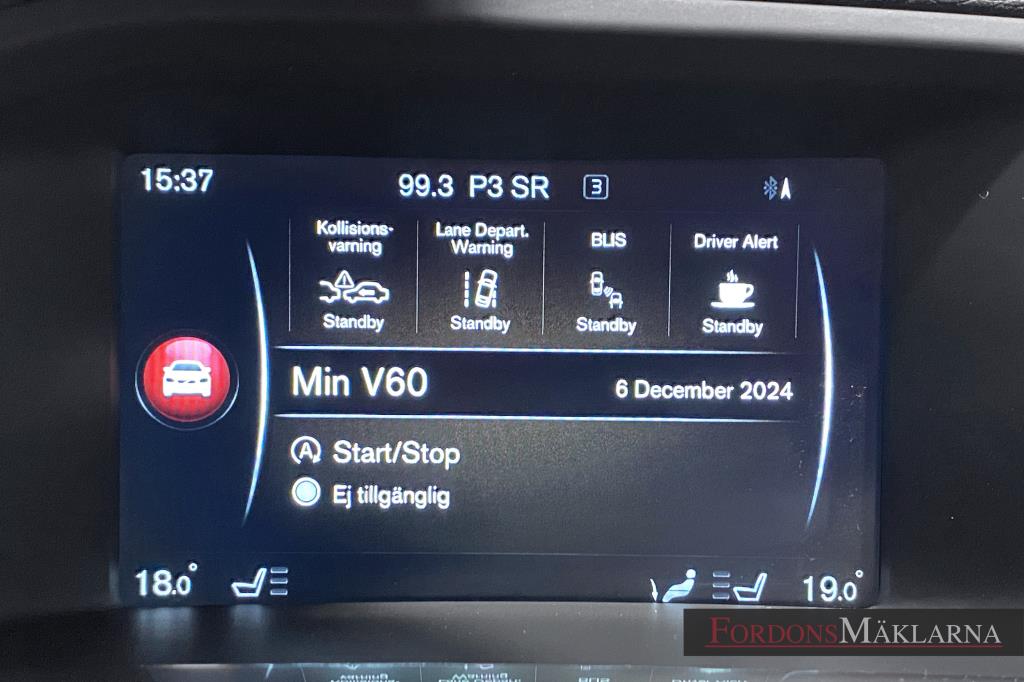 15:37 99.3 P3 SR 3
Kollisions-
varning
Standby
Lane Depart.
Warning
Standby
BLIS
Standby
Driver Alert
Standby
Min V60 6 December 2024
A Start/Stop
Ej tillgänglig
18.0° 19.0°
FORDONSMÄKLARNA